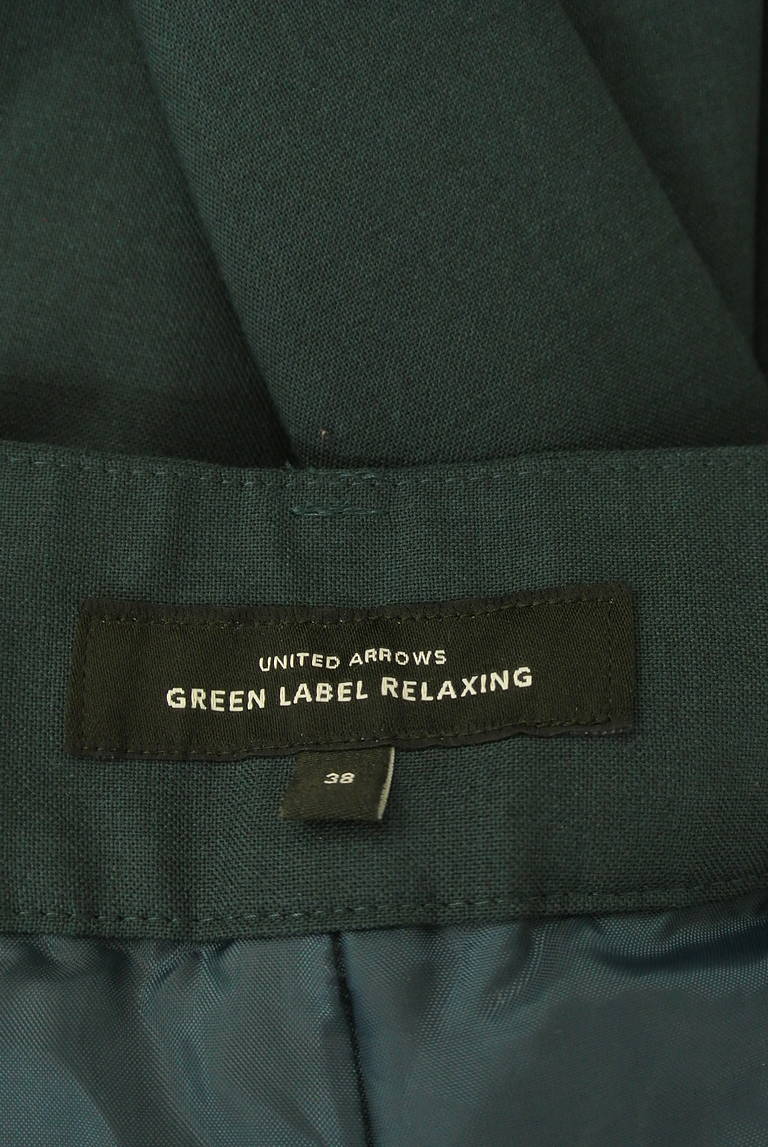 UNITED ARROWS
GREEN LABEL RELAXING
38